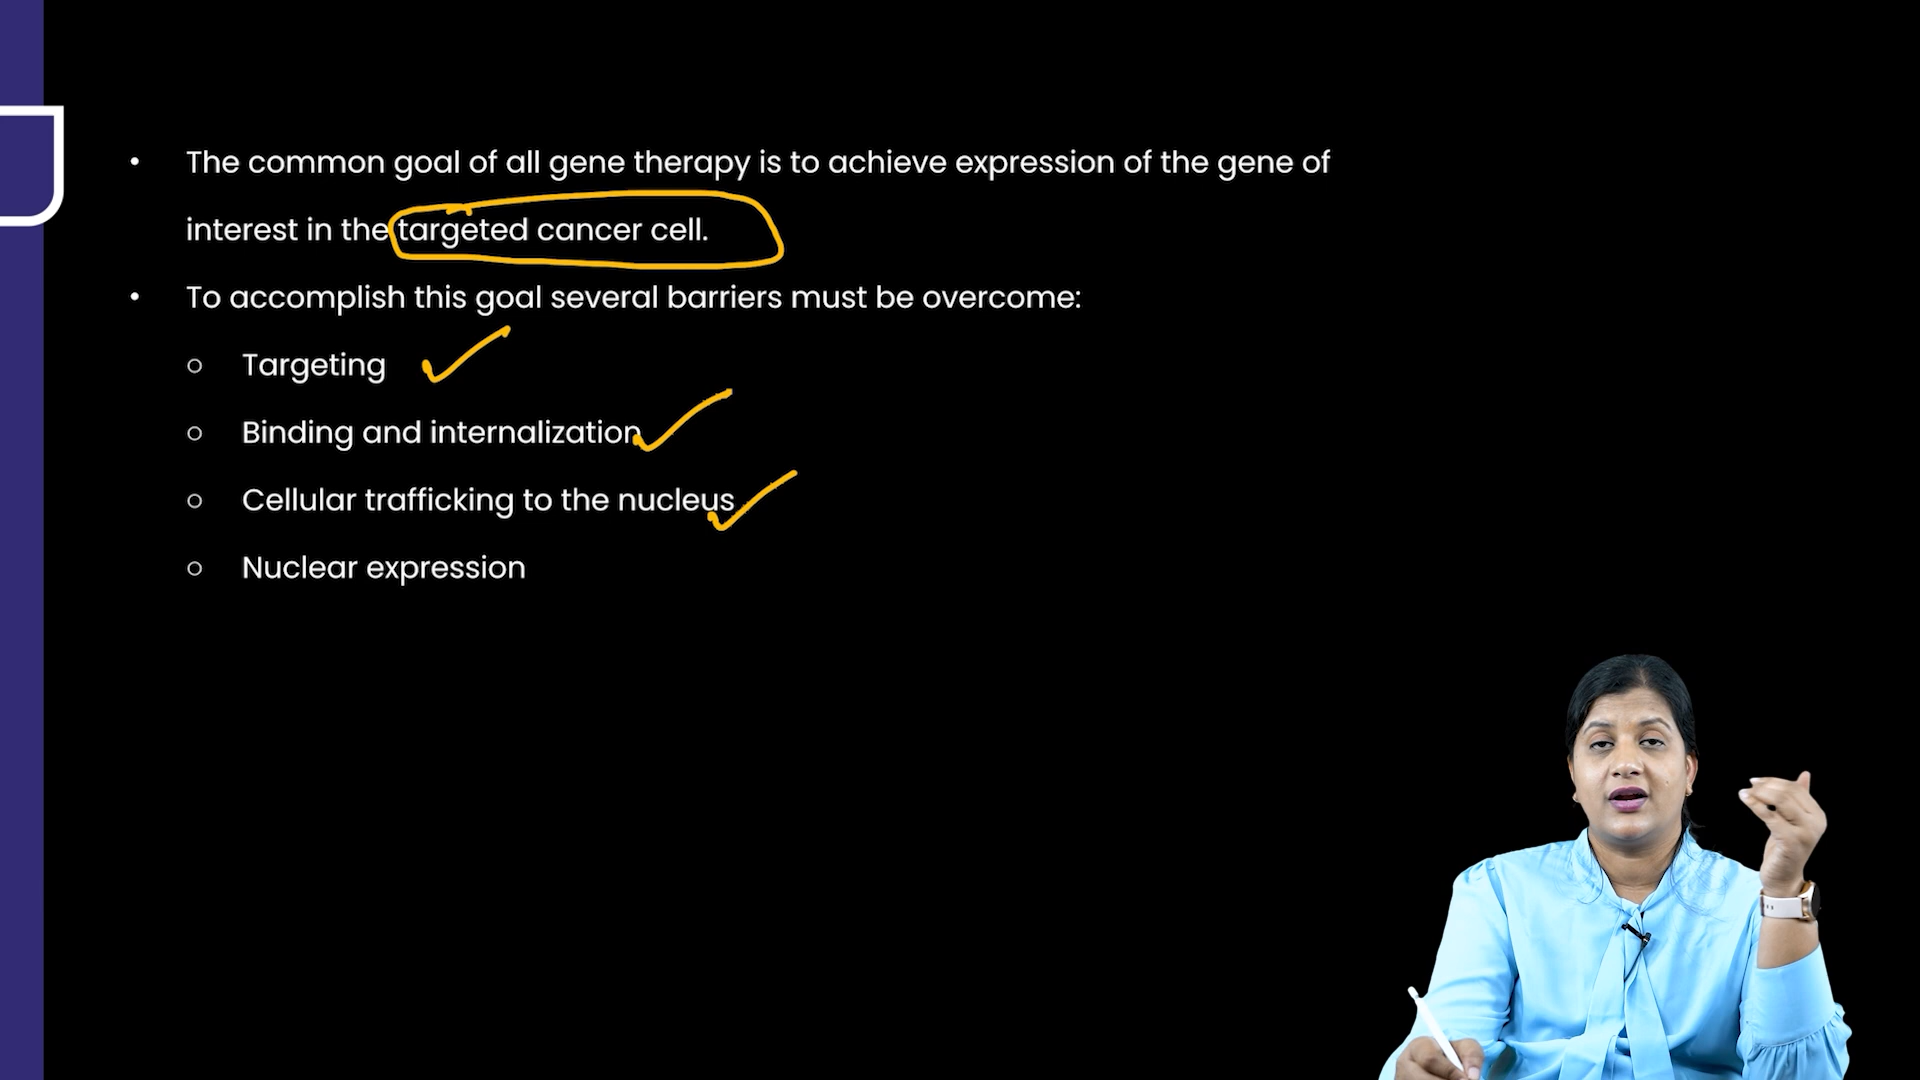 • The common goal of all gene therapy is to achieve expression of the gene of
interest in the targeted cancer cell.
• To accomplish this goal several barriers must be overcome:
○ Targeting
○ Binding and internalization
○ Cellular trafficking to the nucleus
○ Nuclear expression